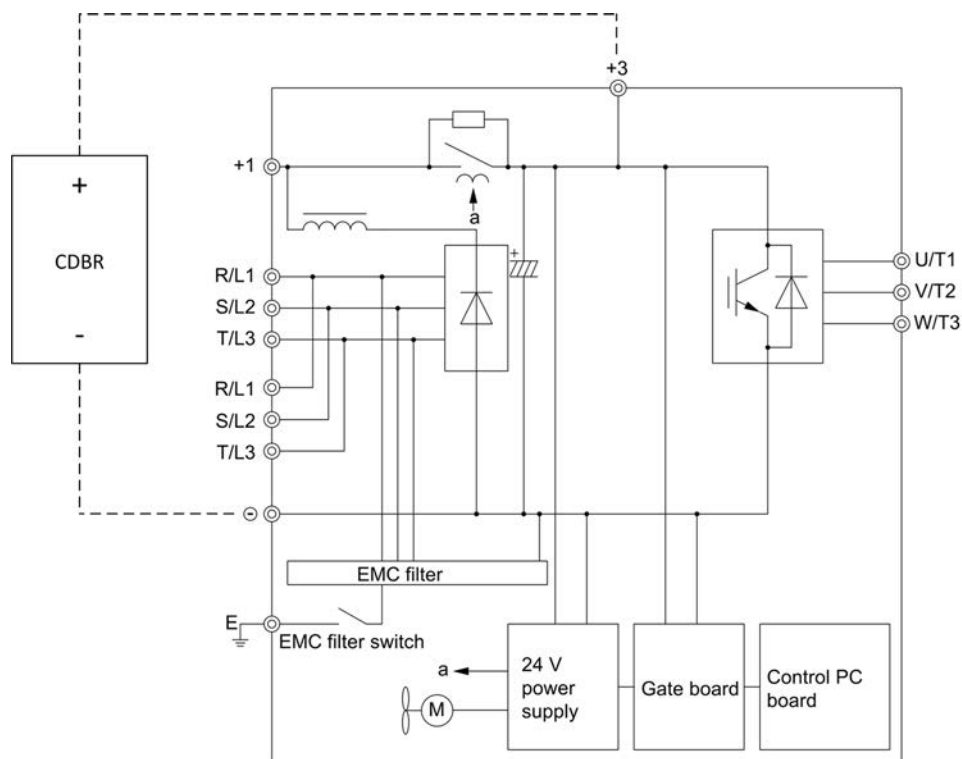 +3
+1
+
CDBR
-
a
+
R/L1
S/L2
T/L3
R/L1
S/L2
T/L3
U/T1
V/T2
W/T3
⊖
EMC filter
E
EMC filter switch
a
M
24 V
power
supply
Gate board
Control PC
board